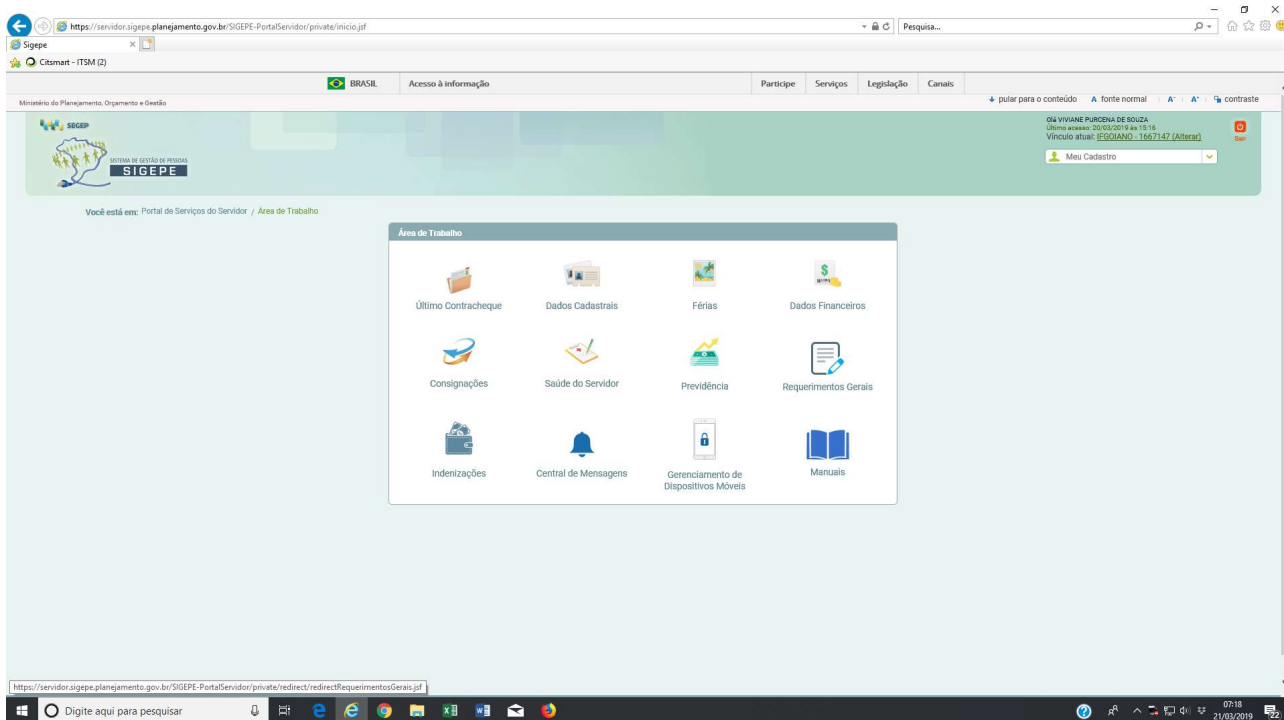 https://servidor.sigepe.planejamento.gov.br/SIGEPE-PortalServidor/private/inicio.jsf
Pesquisa...
Sigepe
Citsmart - ITSM (2)
BRASIL Acesso à informação Participe Serviços Legislação Canais
Ministério do Planejamento, Orçamento e Gestão
pular para o conteúdo A fonte normal A- A+ contraste
SEGEP
SISTEMA DE GESTÃO DE PESSOAS
SIGEPE
Olá VIVIANE PURCENA DE SOUZA
Último acesso: 20/03/2019 às 15:16
Vínculo atual: IFGOIANO - 1667147 (Alterar)
Sair
Meu Cadastro
Você está em: Portal de Serviços do Servidor / Área de Trabalho
Área de Trabalho
Último Contracheque Dados Cadastrais Férias Dados Financeiros
Consignações Saúde do Servidor Previdência Requerimentos Gerais
Indenizações Central de Mensagens Gerenciamento de Dispositivos Móveis Manuais
https://servidor.sigepe.planejamento.gov.br/SIGEPE-PortalServidor/private/redirect/redirectRequerimentosGerais.jsf
Digite aqui para pesquisar
07:18
21/03/2019
22